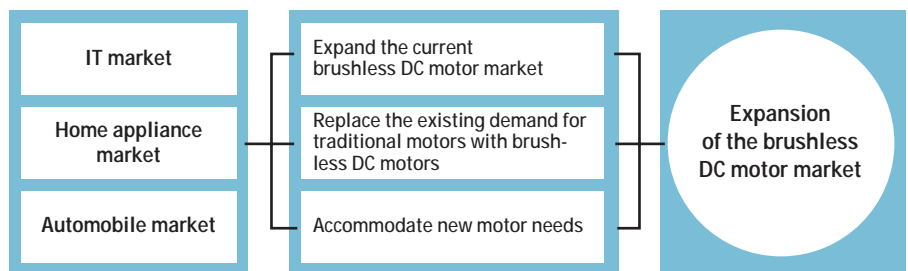 IT market
Home appliance
market
Automobile market
Expand the current
brushless DC motor market
Replace the existing demand for
traditional motors with brush-
less DC motors
Accommodate new motor needs
Expansion
of the brushless
DC motor market